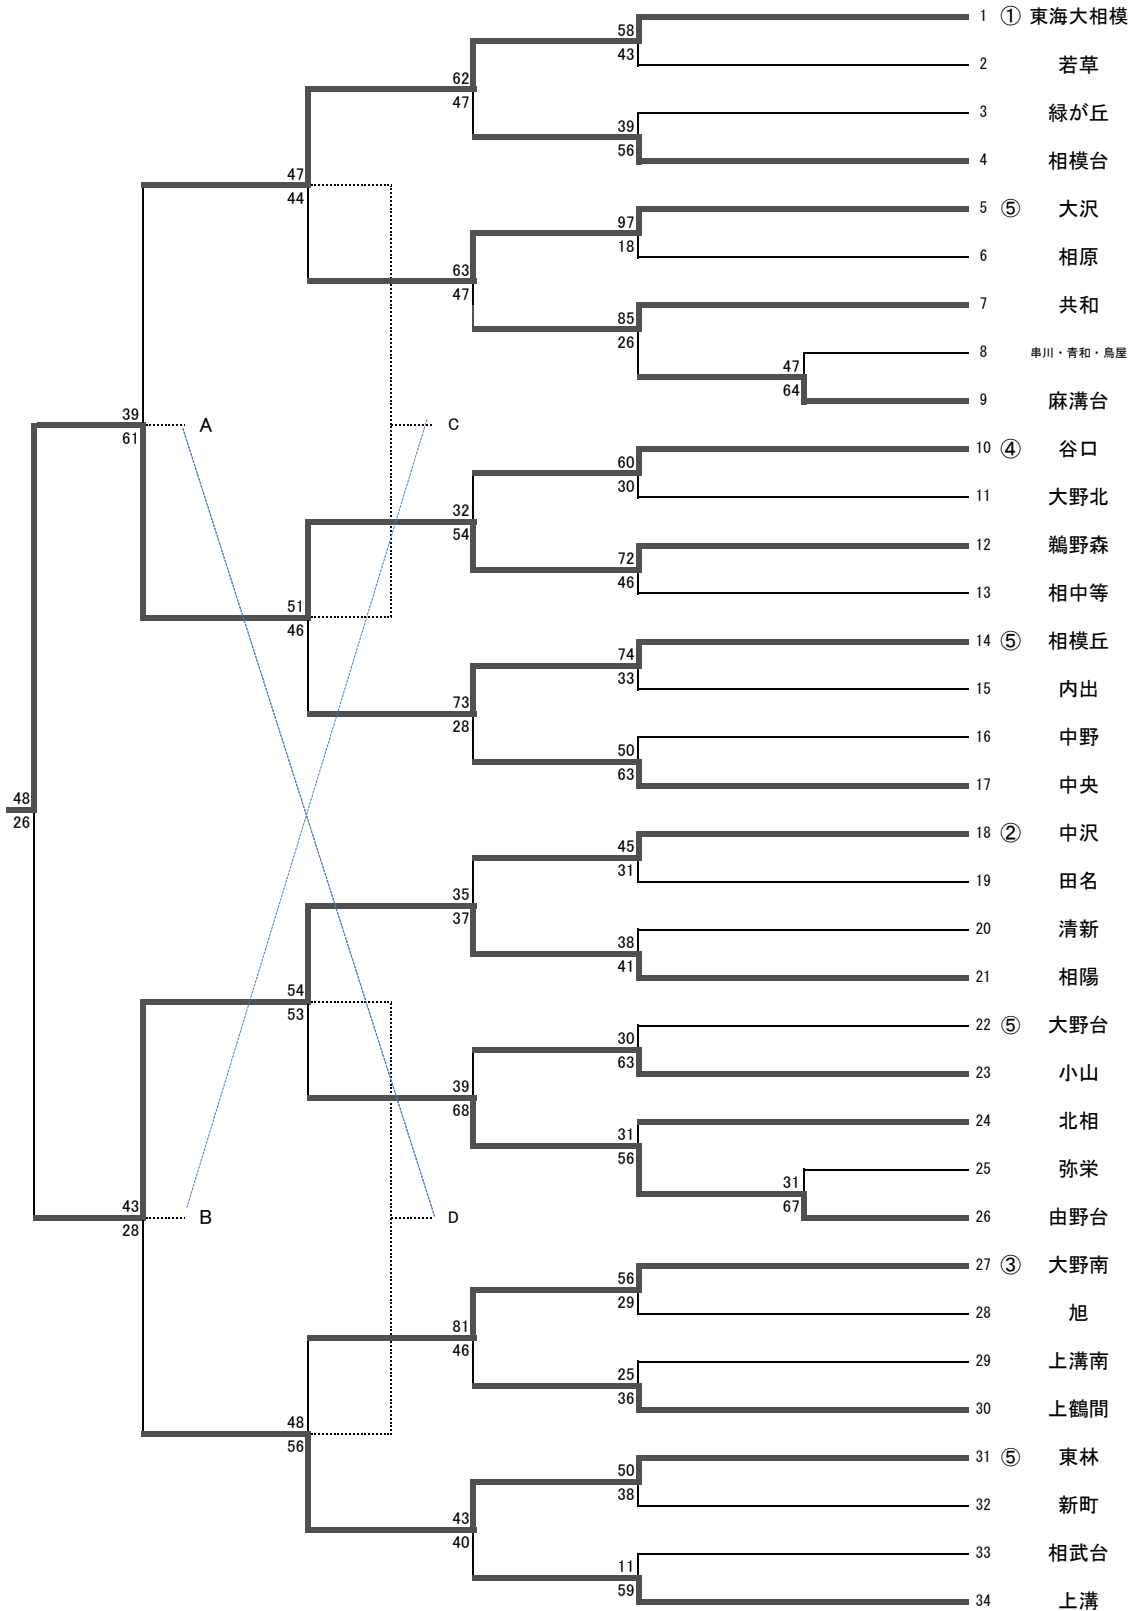 1 ① 東海大相模
58
43
2 若草
62
47
3 緑が丘
39
56
4 相模台
47
44
5 ⑤ 大沢
97
18
6 相原
63
47
7 共和
85
26
8 串川・青和・鳥屋
47
64
9 麻溝台
39
61
A
C
10 ④ 谷口
60
30
11 大野北
32
54
12 鵜野森
72
46
13 相中等
51
46
14 ⑤ 相模丘
74
33
15 内出
73
28
16 中野
50
63
17 中央
48
26
18 ② 中沢
45
31
19 田名
35
37
20 清新
38
41
21 相陽
54
53
22 ⑤ 大野台
30
63
23 小山
39
68
24 北相
31
56
25 弥栄
31
67
26 由野台
43
28
B
D
27 ③ 大野南
56
29
28 旭
81
46
29 上溝南
25
36
30 上鶴間
48
56
31 ⑤ 東林
50
38
32 新町
43
40
33 相武台
11
59
34 上溝